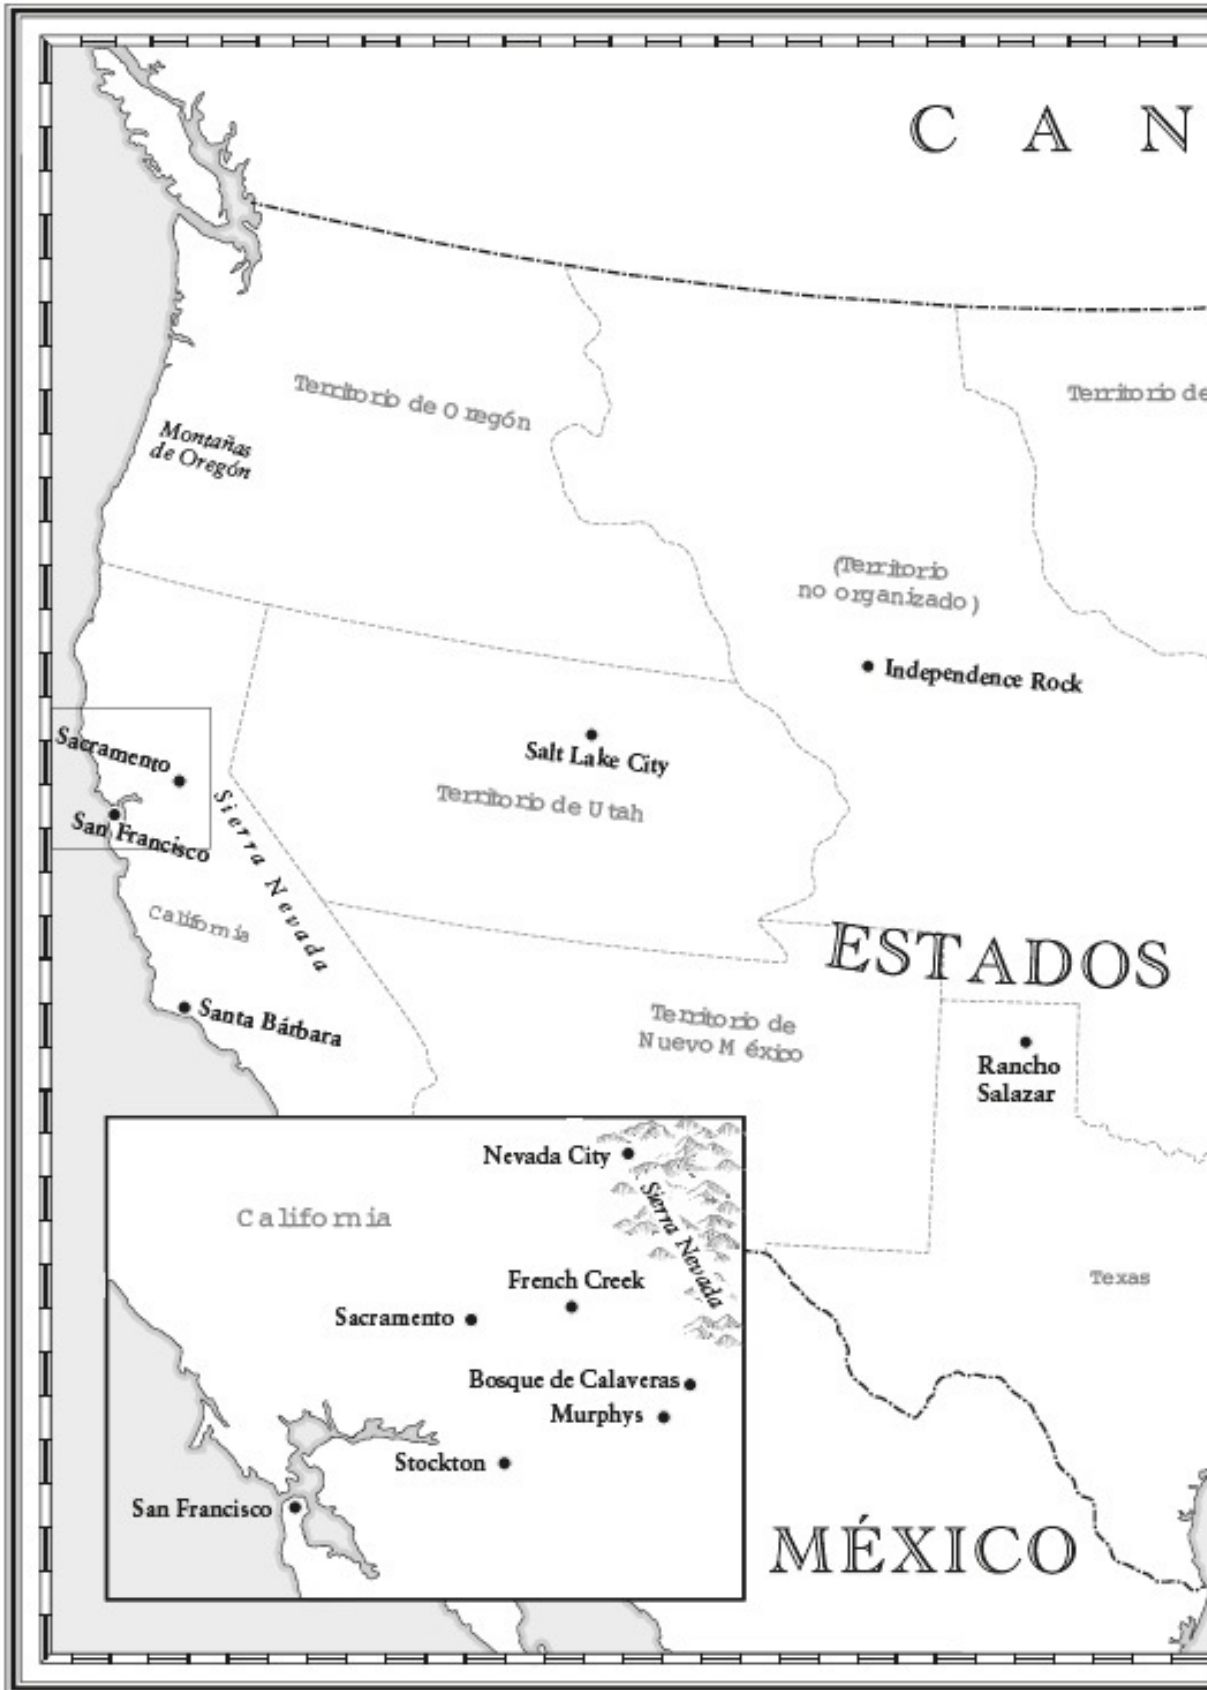 C A N
Territorio de Oregón
Territorio de
Montañas
de Oregón
(Territorio
no organizado)
Independence Rock
Sacramento
Salt Lake City
Territorio de Utah
San Francisco
Sierra Nevada
California
ESTADOS
Santa Bárbara
Territorio de
Nuevo México
Rancho
Salazar
Nevada City
California
Sierra Nevada
French Creek
Sacramento
Texas
Bosque de Calaveras
Murphys
Stockton
San Francisco
MÉXICO